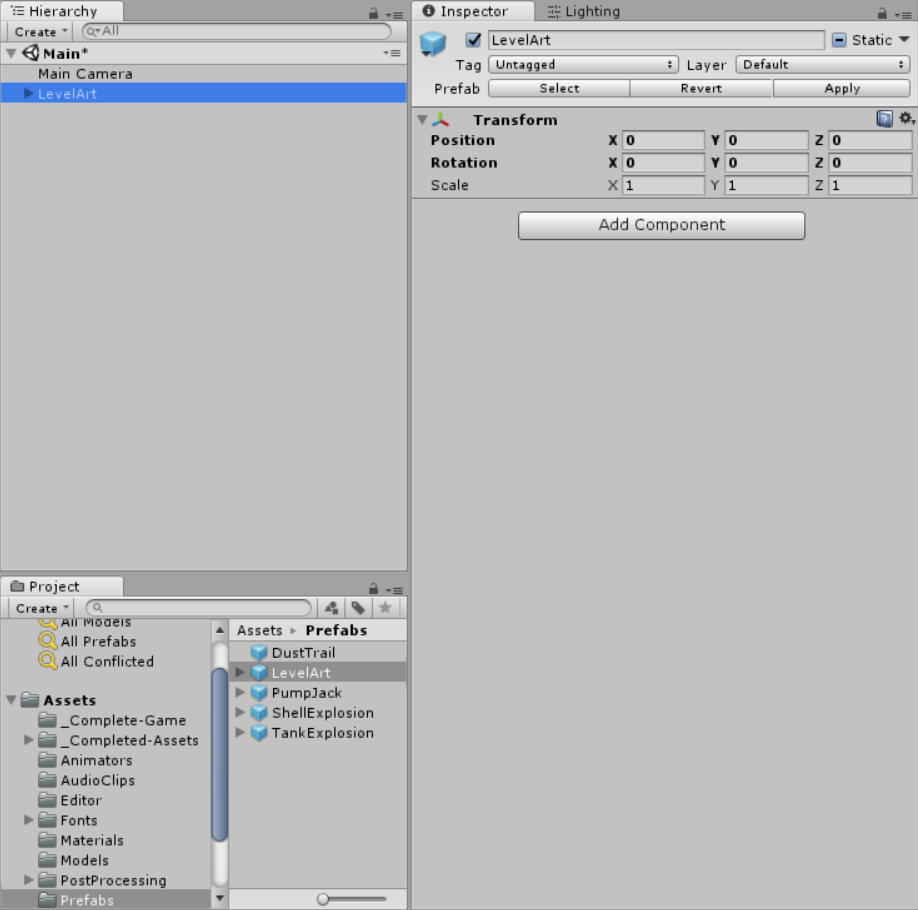 Hierarchy
Create All
Main*
Main Camera
LevelArt
Project
Create
All Models
All Prefabs
All Conflicted
Assets
_Complete-Game
_Completed-Assets
Animators
AudioClips
Editor
Fonts
Materials
Models
PostProcessing
Prefabs
Assets Prefabs
DustTrail
LevelArt
PumpJack
ShellExplosion
TankExplosion
Inspector Lighting
LevelArt Static
Tag Untagged Layer Default
Prefab Select Revert Apply
Transform
Position X 0 Y 0 Z 0
Rotation X 0 Y 0 Z 0
Scale X 1 Y 1 Z 1
Add Component